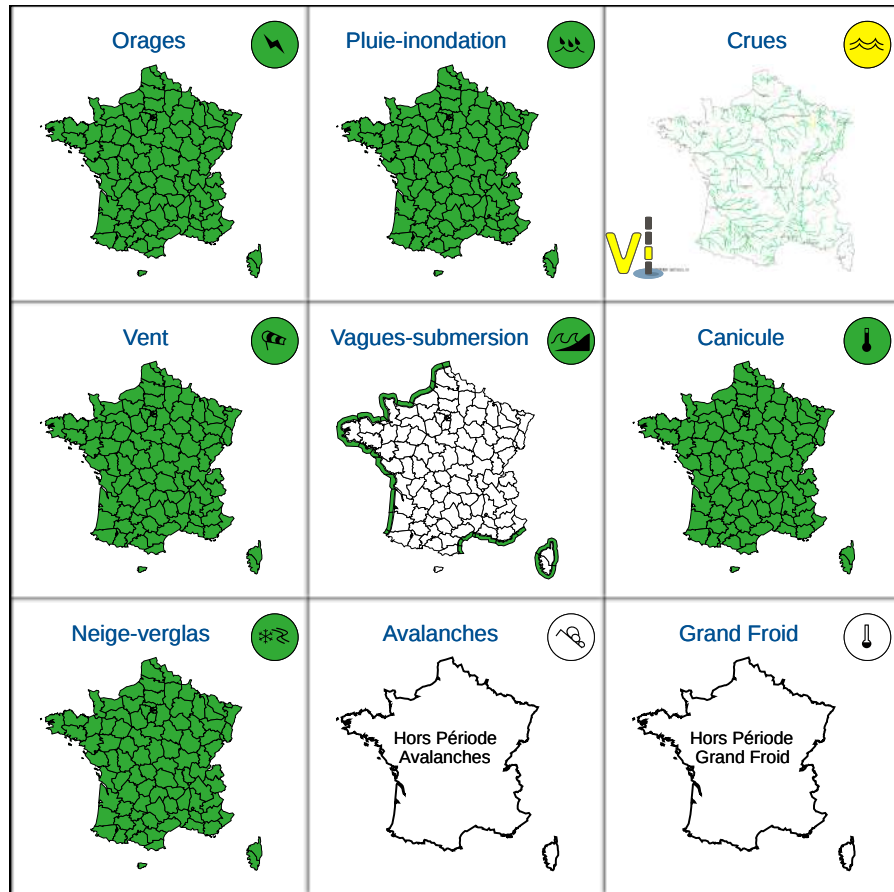 Orages
Pluie-inondation
Crues
Vi
Vent
Vagues-submersion
Canicule
Neige-verglas
Avalanches
Grand Froid
Hors Période
Avalanches
Hors Période
Grand Froid